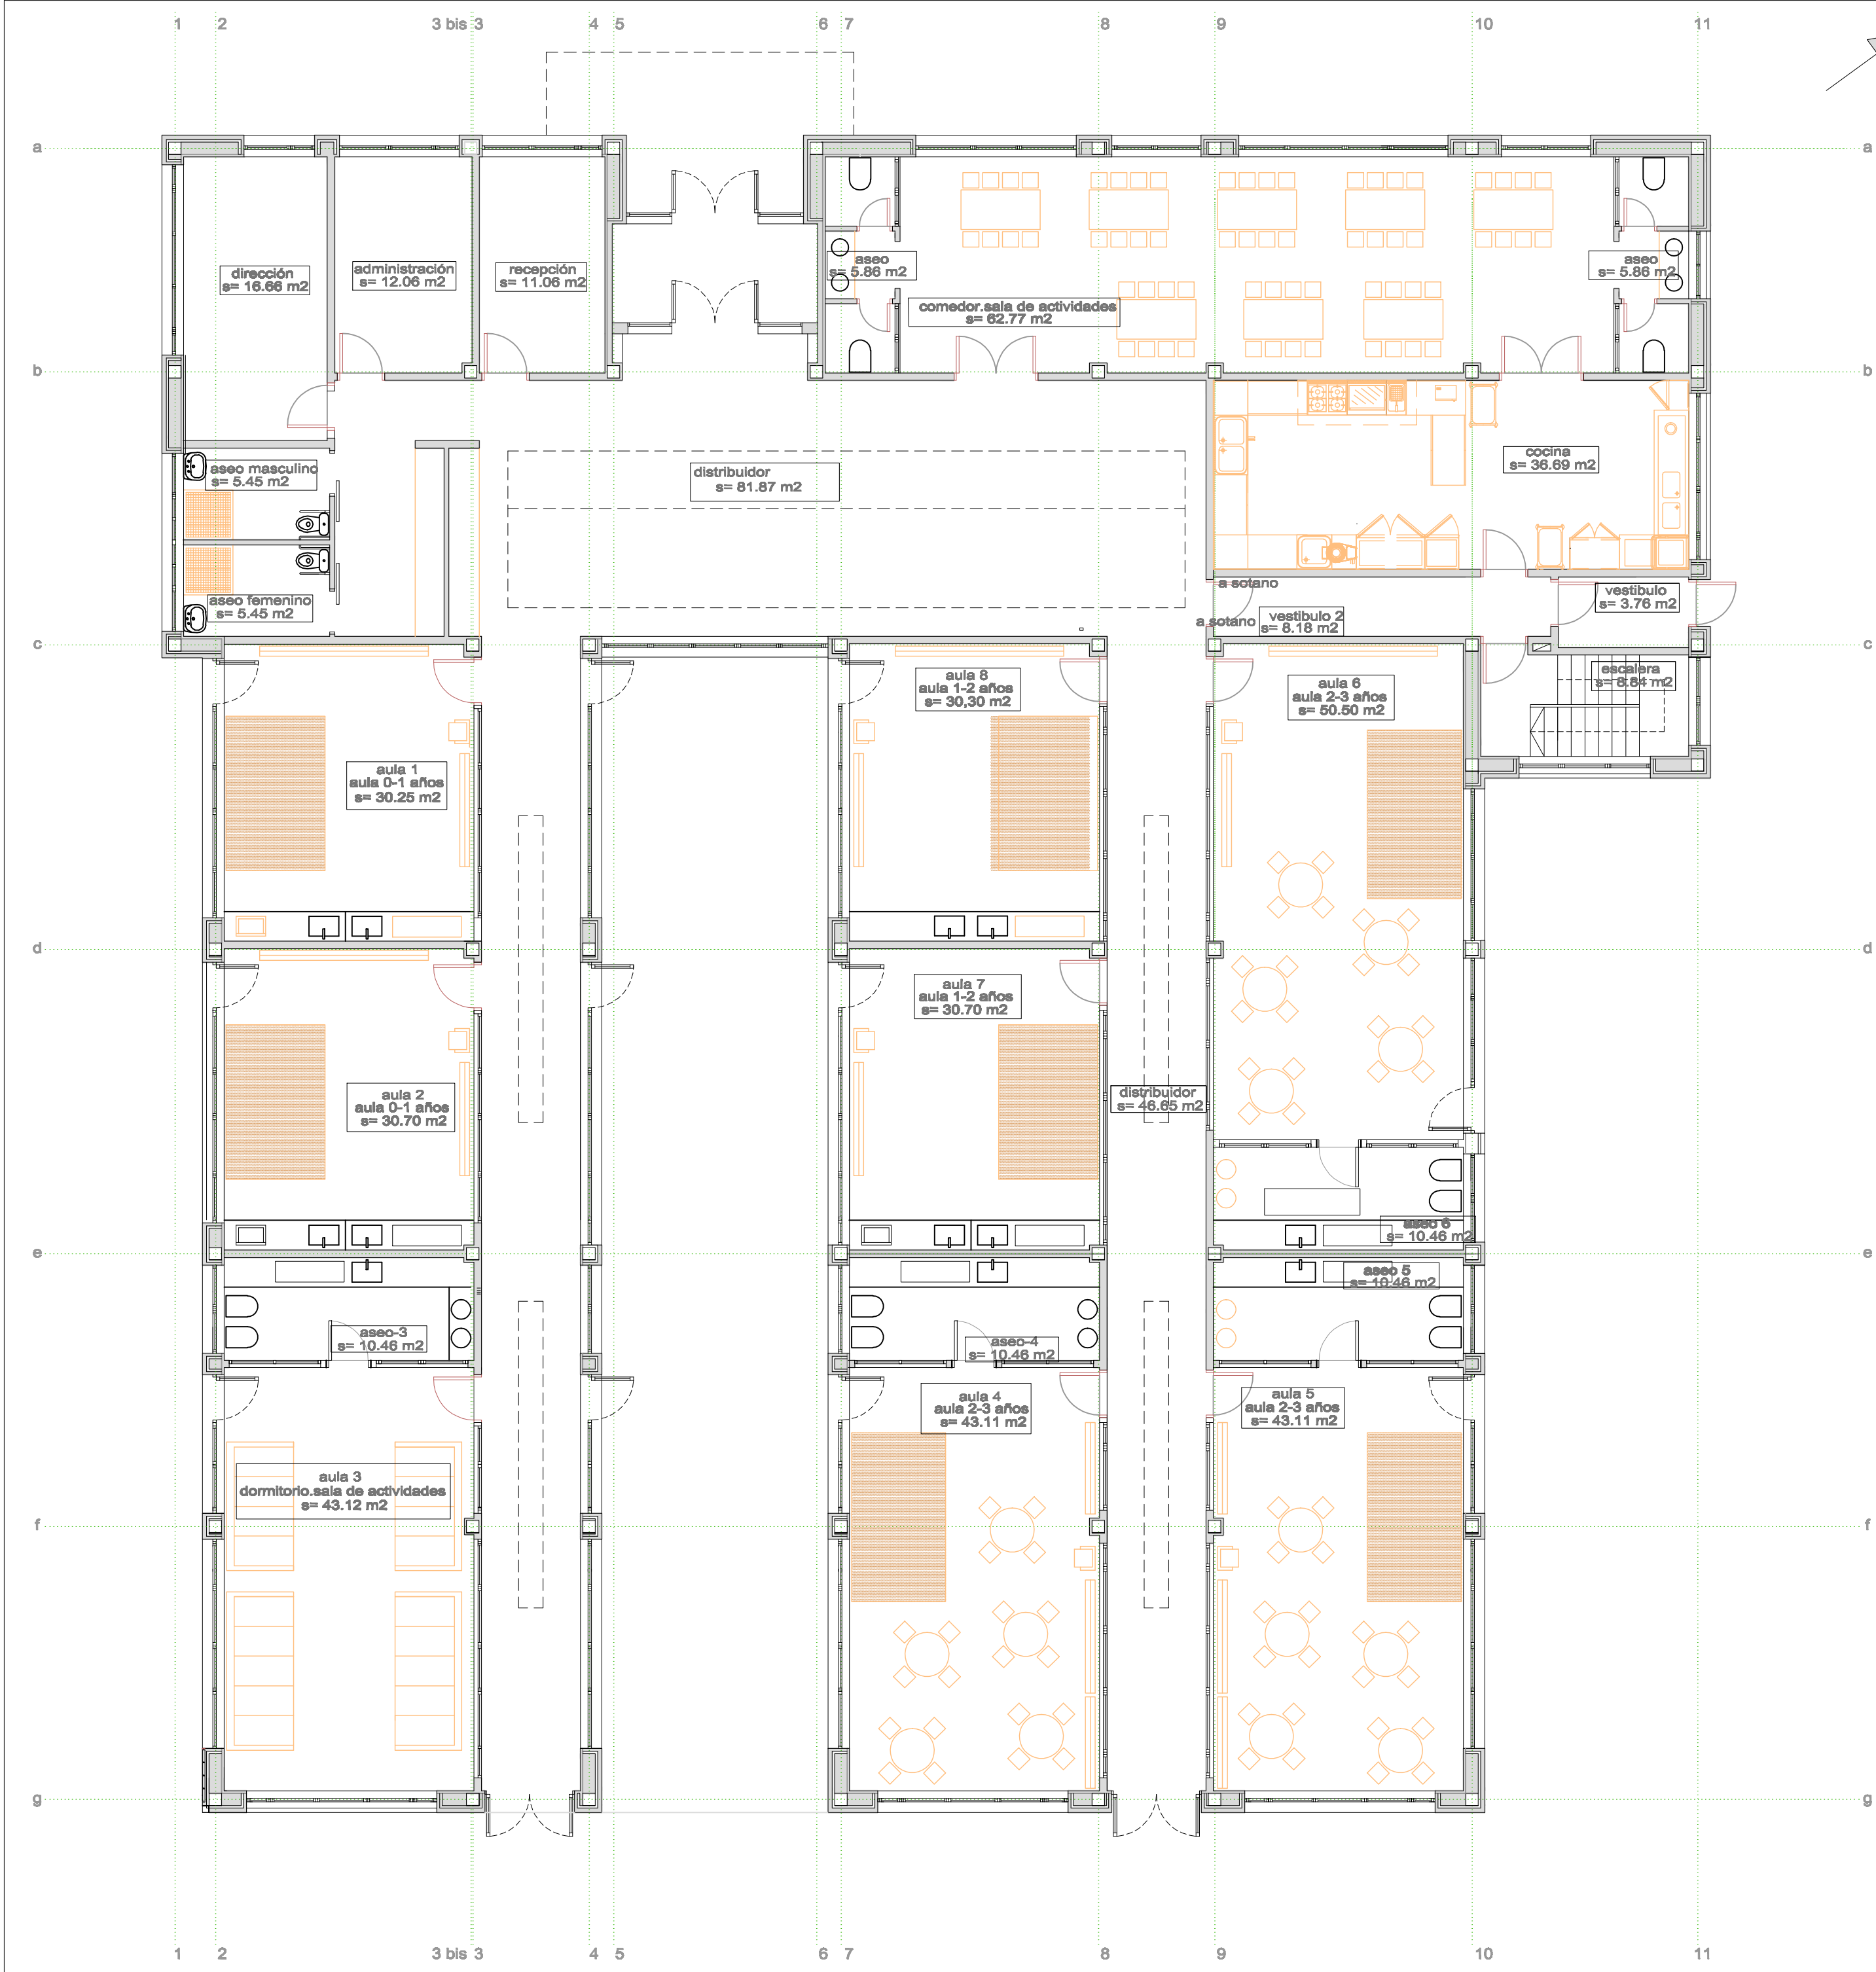 1 2 3 bis 3 4 5 6 7 8 9 10 11
a a
dirección
s= 16.66 m2
administración
s= 12.06 m2
recepción
s= 11.06 m2
aseo
s= 5.86 m2
comedor.sala de actividades
s= 62.77 m2
aseo
s= 5.86 m2
b b
aseo masculino
s= 5.45 m2
distribuidor
s= 81.87 m2
cocina
s= 36.69 m2
aseo femenino
s= 5.45 m2
a sotano
a sotano
vestibulo 2
s= 8.18 m2
vestibulo
s= 3.76 m2
c c
escalera
s= 8.84 m2
aula 8
aula 1-2 años
s= 30,30 m2
aula 6
aula 2-3 años
s= 50.50 m2
aula 1
aula 0-1 años
s= 30.25 m2
d d
aula 7
aula 1-2 años
s= 30.70 m2
aula 2
aula 0-1 años
s= 30.70 m2
distribuidor
s= 46.65 m2
aseo 6
s= 10.46 m2
e e
aseo 5
s= 10.46 m2
aseo-3
s= 10.46 m2
aseo-4
s= 10.46 m2
aula 4
aula 2-3 años
s= 43.11 m2
aula 5
aula 2-3 años
s= 43.11 m2
aula 3
dormitorio.sala de actividades
s= 43.12 m2
f f
g g
1 2 3 bis 3 4 5 6 7 8 9 10 11